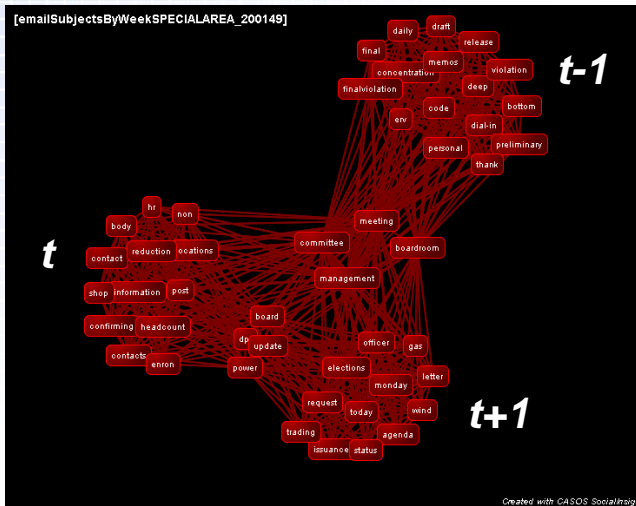 [emailSubjectsByWeekSPECIALAREA_200149]
daily
draft
final
release
memos
t-1
concentration
violation
finalviolation
deep
code
bottom
env
dial-in
personal
preliminary
thank
hr
non
meeting
body
committee
boardroom
t
reduction
contact
management
shop
information
post
board
confirming
headcount
officer
gas
update
contacts
enron
power
elections
letter
monday
request
today
wind
t+1
trading
agenda
issuance
status
Created with CASOS SocialInsig